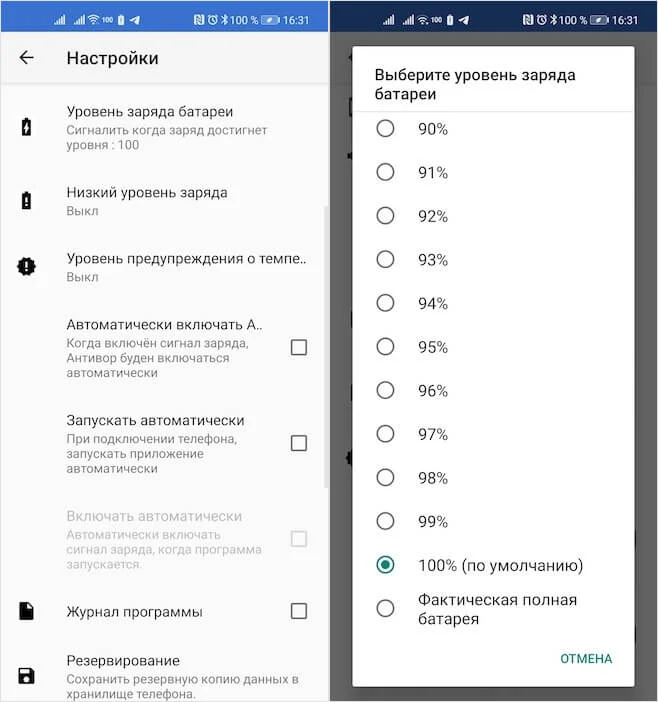 100 100 % 16:31
Настройки
Уровень заряда батареи
Сигналить когда заряд достигнет
уровня : 100
Низкий уровень заряда
Выкл
Уровень предупреждения о темпе..
Выкл
Автоматически включать А..
Когда включён сигнал заряда,
Антивор буден включаться
автоматически
Запускать автоматически
При подключении телефона,
запускать приложение
автоматически
Включать автоматически
Автоматически включать
сигнал заряда, когда программа
запускается.
Журнал программы
Резервирование
Сохранить резервную копию данных в
хранилище телефона.
100 100 % 16:31
Выберите уровень заряда
батареи
90%
91%
92%
93%
94%
95%
96%
97%
98%
99%
100% (по умолчанию)
Фактическая полная
батарея
ОТМЕНА